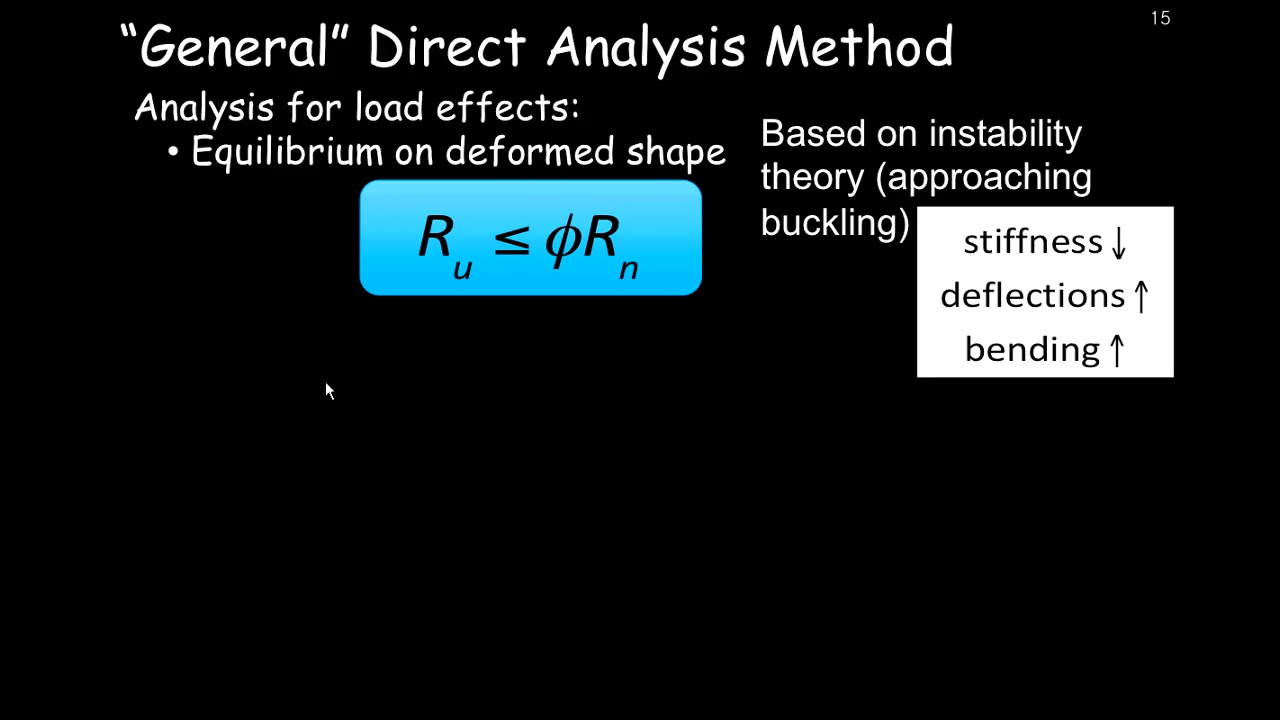 15
“General” Direct Analysis Method
Analysis for load effects:
• Equilibrium on deformed shape
R_u ≤ ϕR_n
Based on instability
theory (approaching
buckling)
stiffness ↓
deflections ↑
bending ↑